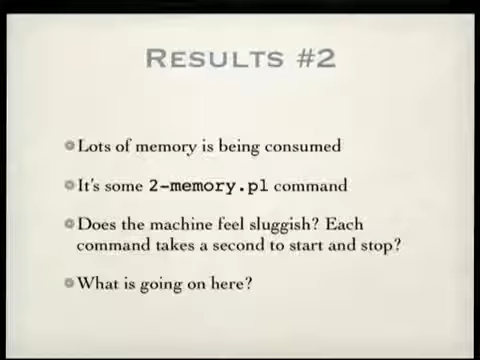 RESULTS #2
Lots of memory is being consumed
It's some 2-memory.pl command
Does the machine feel sluggish? Each
command takes a second to start and stop?
What is going on here?